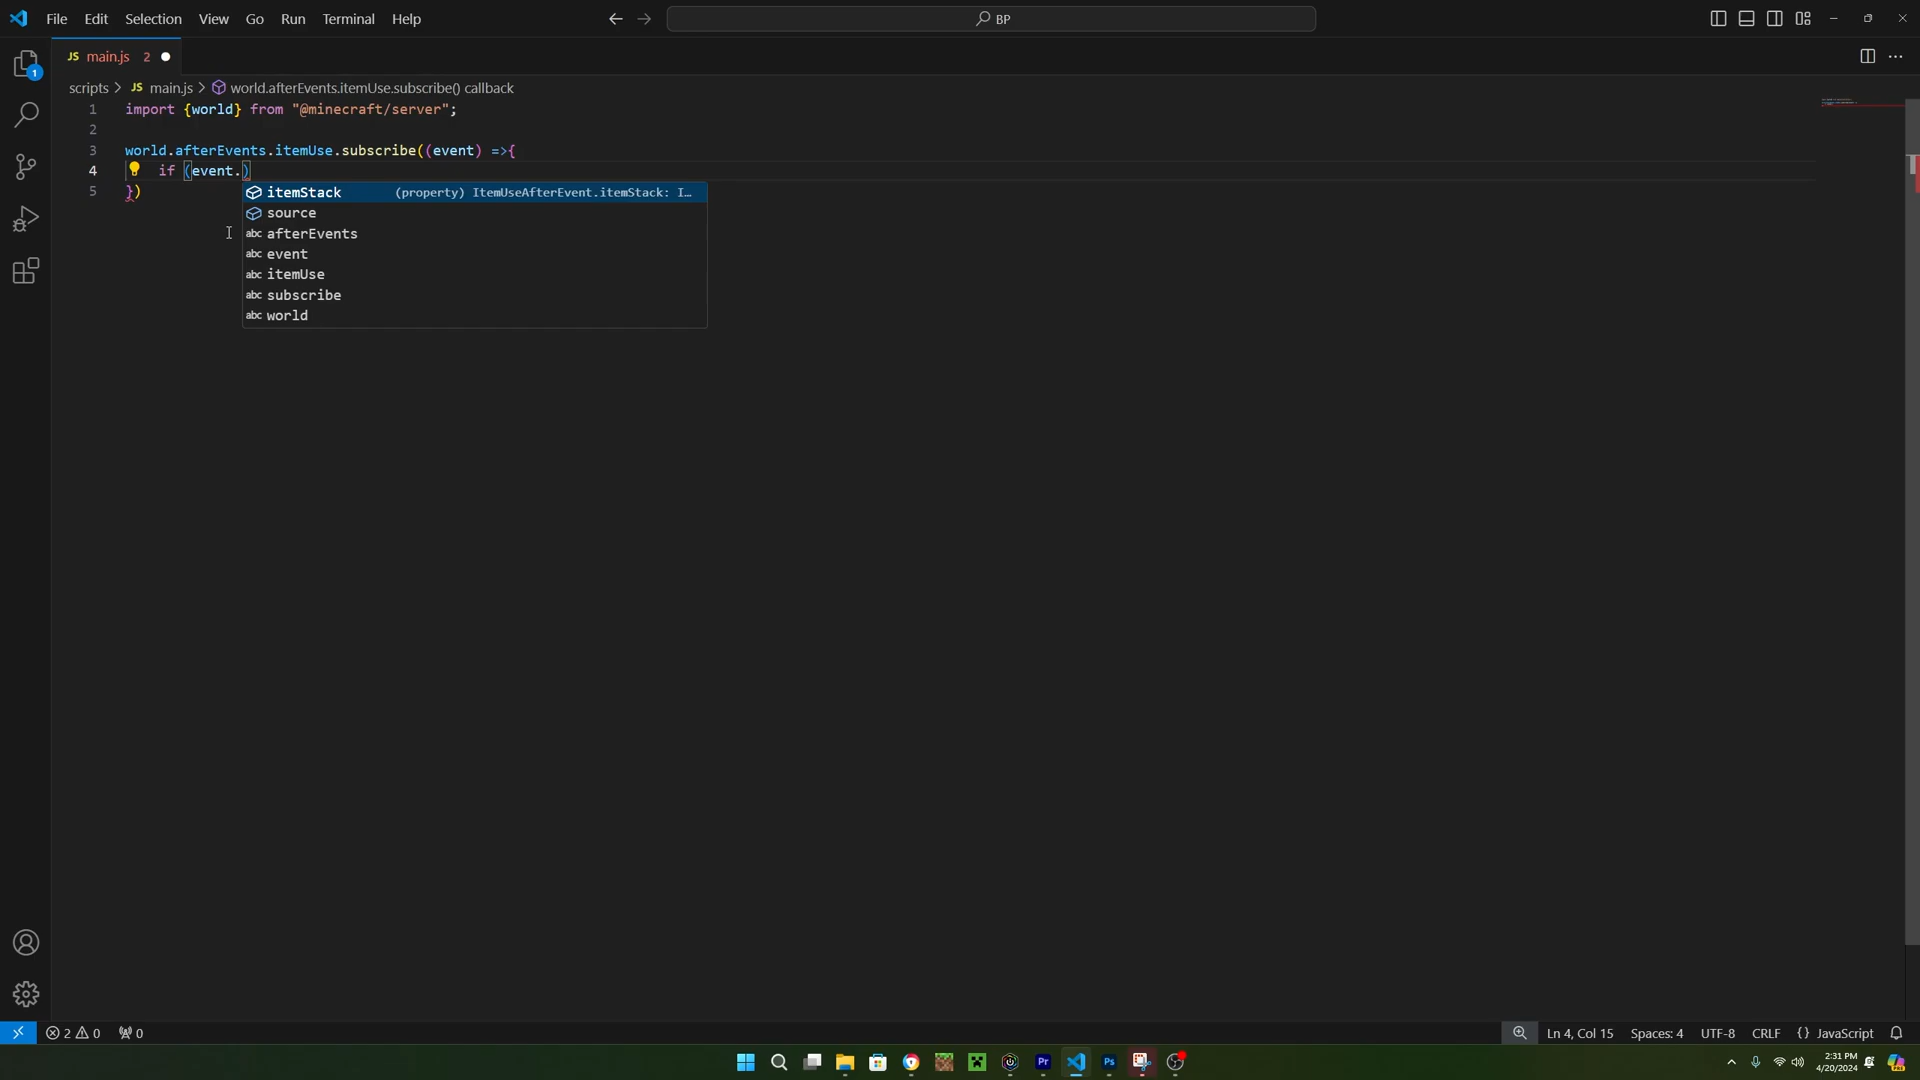 File Edit Selection View Go Run Terminal Help
BP
JS main.js 2
1
scripts > JS main.js > world.afterEvents.itemUse.subscribe() callback
1 import {world} from "@minecraft/server";
2
3 world.afterEvents.itemUse.subscribe((event) =>{
4 if (event.)
5 })
itemStack (property) ItemUseAfterEvent.itemStack: I…
source
abc afterEvents
abc event
abc itemUse
abc subscribe
abc world
2 0 0
Ln 4, Col 15 Spaces: 4 UTF-8 CRLF {} JavaScript
Pr Ps
2:31 PM
4/20/2024